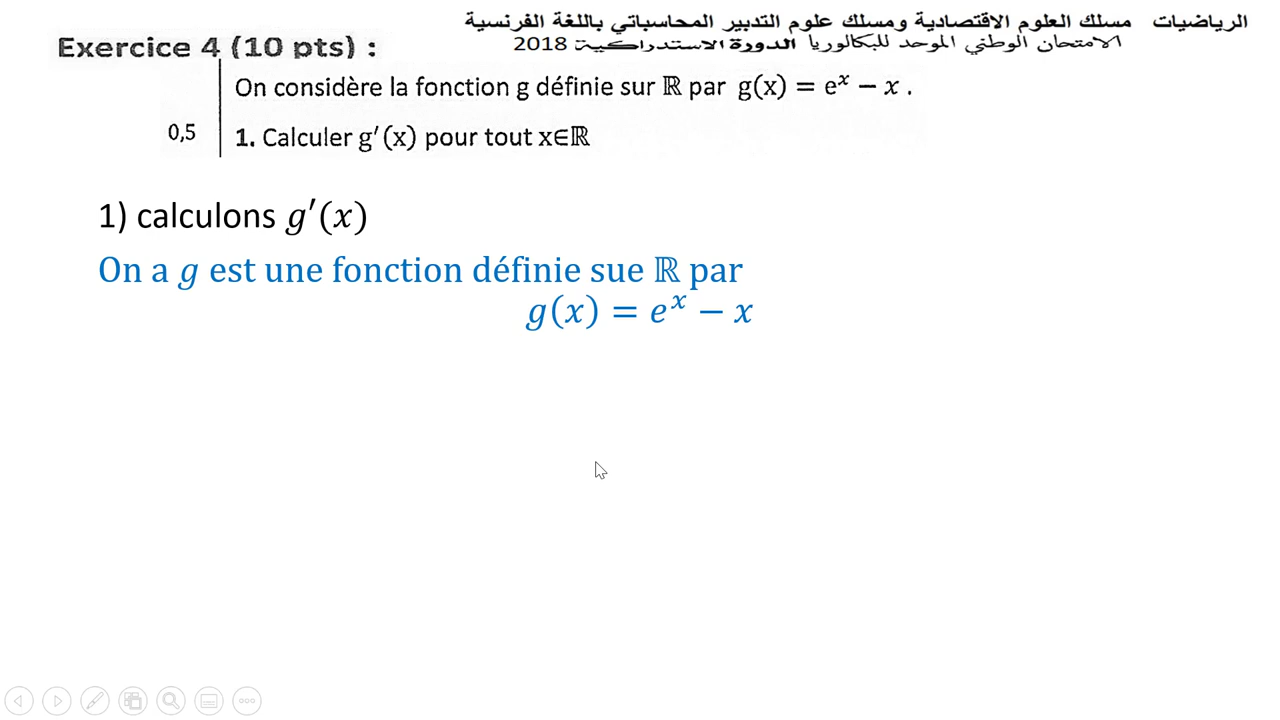 الرياضيات مسلك العلوم الاقتصادية ومسلك علوم التدبير المحاسباتي باللغة الفرنسية
الامتحان الوطني الموحد للبكالوريا الدورة الاستدراكية 2018
Exercice 4 (10 pts) :
On considère la fonction g définie sur ℝ par g(x) = eˣ − x .
0,5 1. Calculer g′(x) pour tout x∈ℝ
1) calculons g′(x)
On a g est une fonction définie sue ℝ par
g(x) = eˣ − x